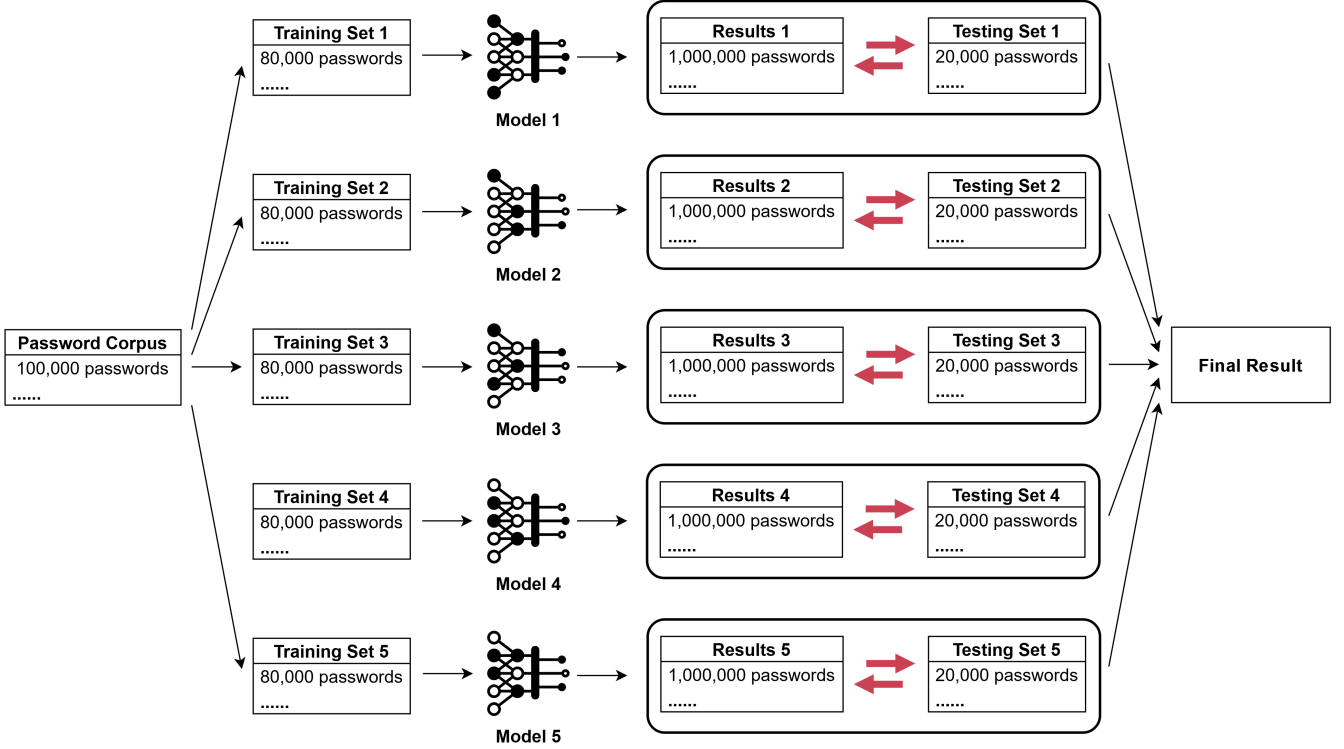 Training Set 1
80,000 passwords
......
Model 1
Results 1
1,000,000 passwords
......
Testing Set 1
20,000 passwords
......
Training Set 2
80,000 passwords
......
Model 2
Results 2
1,000,000 passwords
......
Testing Set 2
20,000 passwords
......
Password Corpus
100,000 passwords
......
Training Set 3
80,000 passwords
......
Model 3
Results 3
1,000,000 passwords
......
Testing Set 3
20,000 passwords
......
Final Result
Training Set 4
80,000 passwords
......
Model 4
Results 4
1,000,000 passwords
......
Testing Set 4
20,000 passwords
......
Training Set 5
80,000 passwords
......
Model 5
Results 5
1,000,000 passwords
......
Testing Set 5
20,000 passwords
......